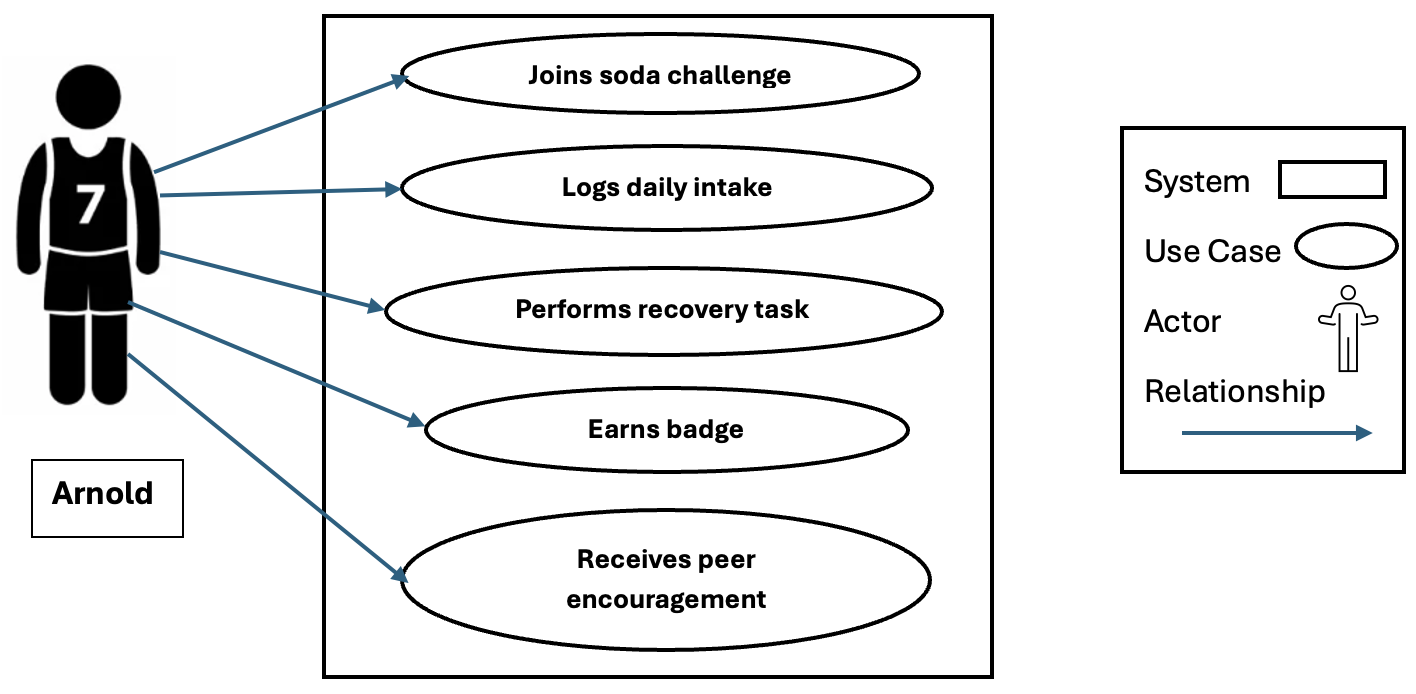 Joins soda challenge
Logs daily intake
7
Performs recovery task
Earns badge
Arnold
Receives peer
encouragement
System
Use Case
Actor
Relationship